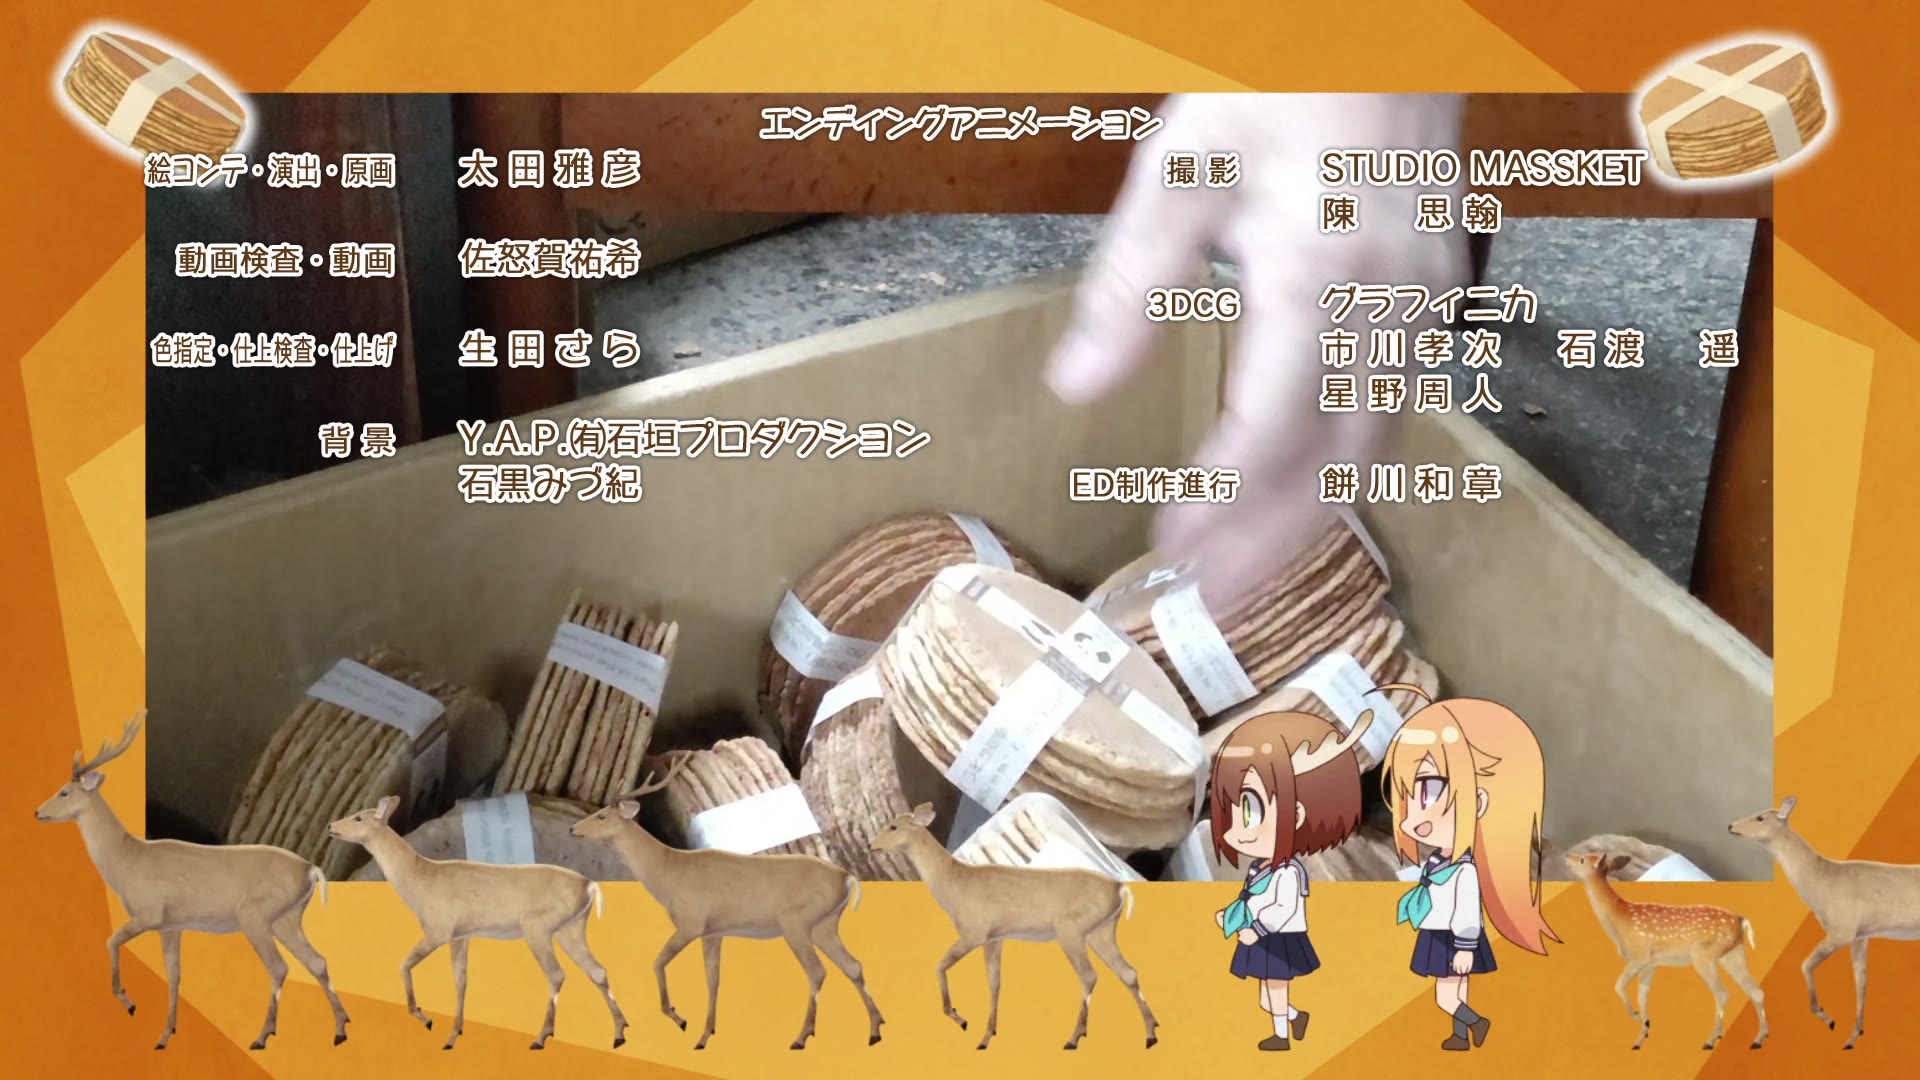 エンディングアニメーション
絵コンテ・演出・原画 太田雅彦
動画検査・動画 佐怒賀祐希
色指定・仕上検査・仕上げ 生田さら
背景 Y.A.P.㈲石垣プロダクション
石黒みづ紀
撮影 STUDIO MASSKET
陳 思翰
3DCG グラフィニカ
市川孝次 石渡 遥
星野周人
ED制作進行 餅川和章